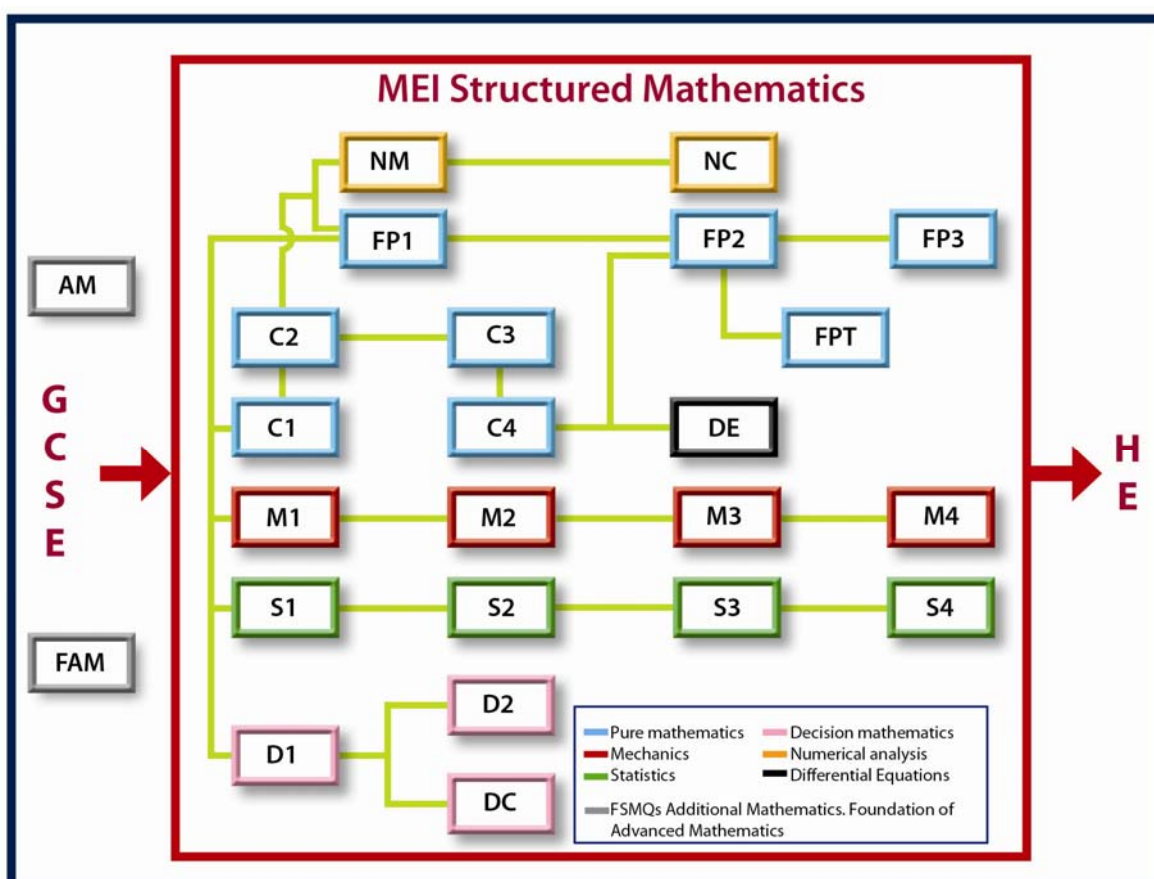 MEI Structured Mathematics
NM
NC
FP1
FP2
FP3
AM
C2
C3
FPT
G
C
S
E
C1
C4
DE
H
E
M1
M2
M3
M4
S1
S2
S3
S4
FAM
D2
D1
DC
Pure mathematics
Decision mathematics
Mechanics
Numerical analysis
Statistics
Differential Equations
FSMQs Additional Mathematics. Foundation of
Advanced Mathematics